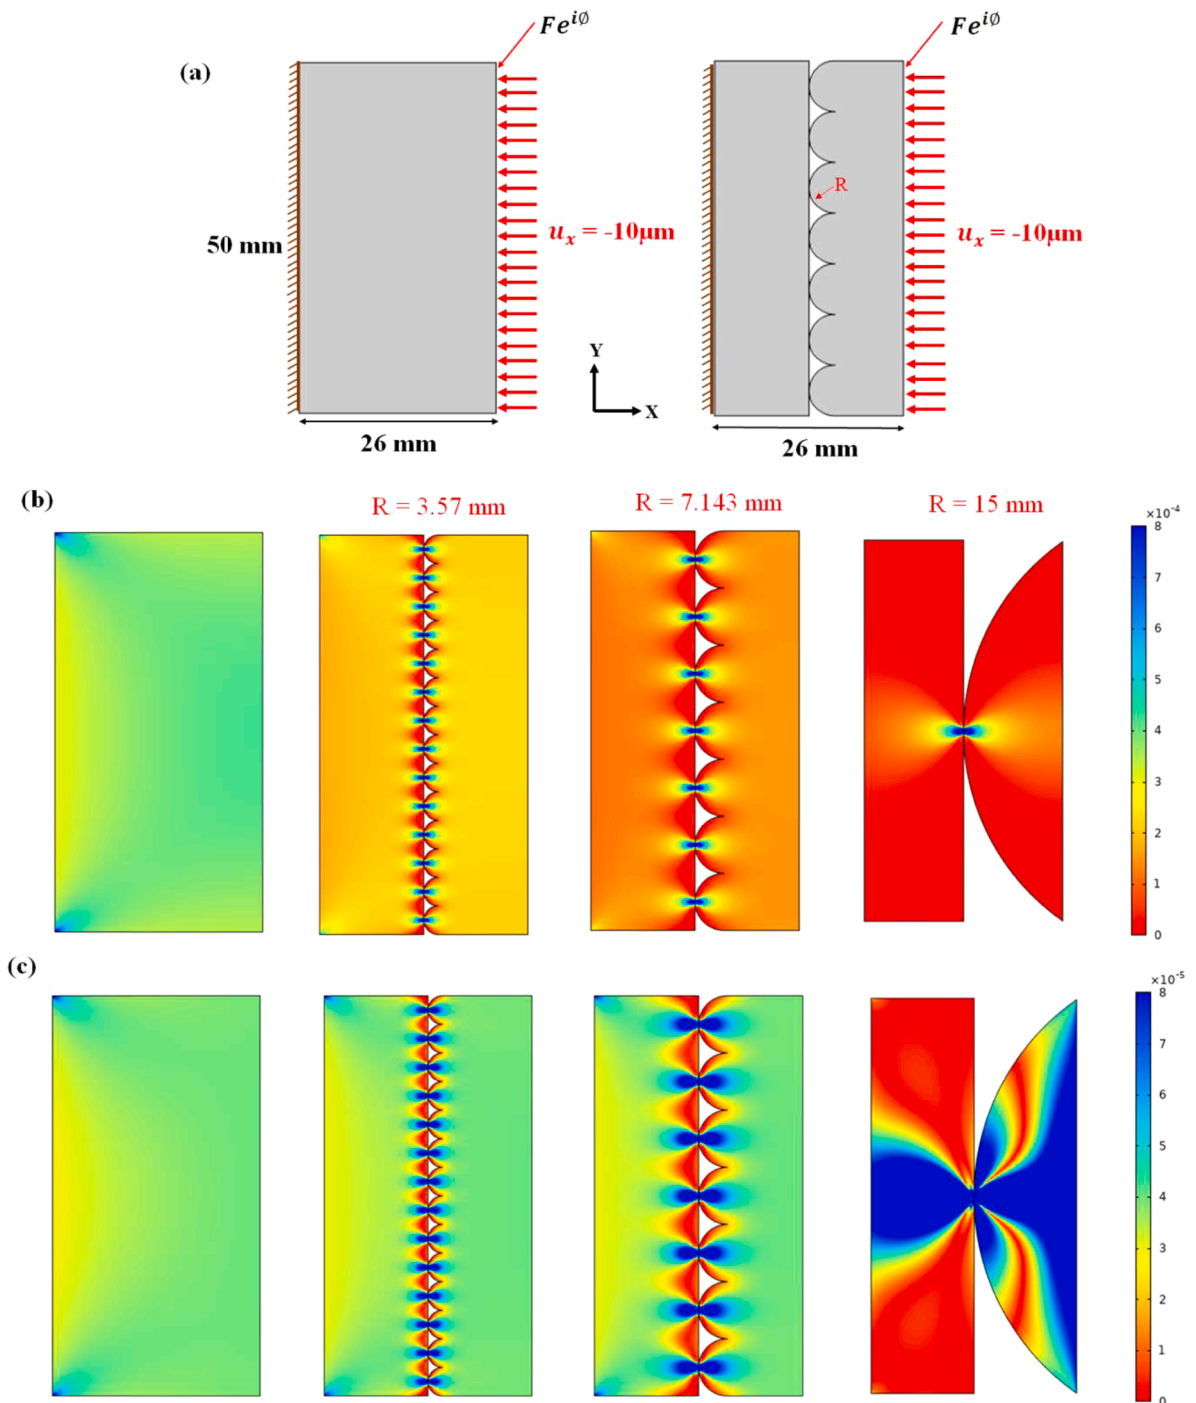 Fe^{iØ}
Fe^{iØ}
(a)
R
50 mm
u_x = -10μm
u_x = -10μm
Y
X
26 mm
26 mm
(b)
R = 3.57 mm
R = 7.143 mm
R = 15 mm
×10⁻⁴
8
7
6
5
4
3
2
1
0
(c)
×10⁻⁵
8
7
6
5
4
3
2
1
0